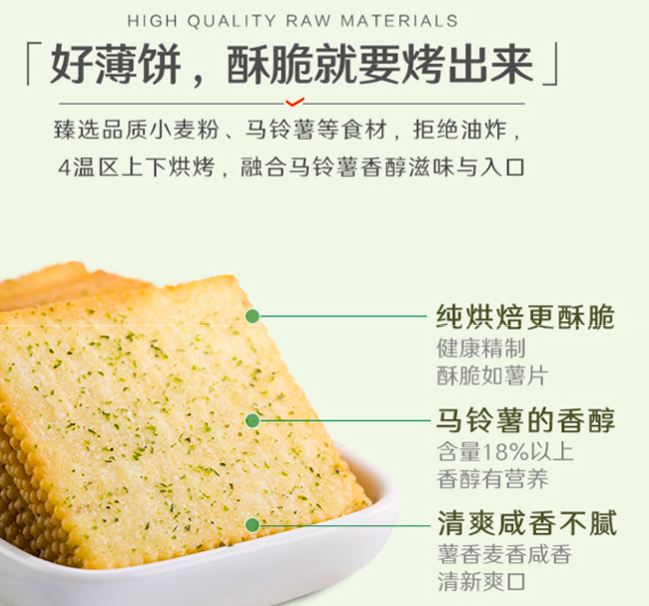 HIGH QUALITY RAW MATERIALS
「好薄饼，酥脆就要烤出来」
臻选品质小麦粉、马铃薯等食材，拒绝油炸，
4温区上下烘烤，融合马铃薯香醇滋味与入口
纯烘焙更酥脆
健康精制
酥脆如薯片
马铃薯的香醇
含量18%以上
香醇有营养
清爽咸香不腻
薯香麦香咸香
清新爽口